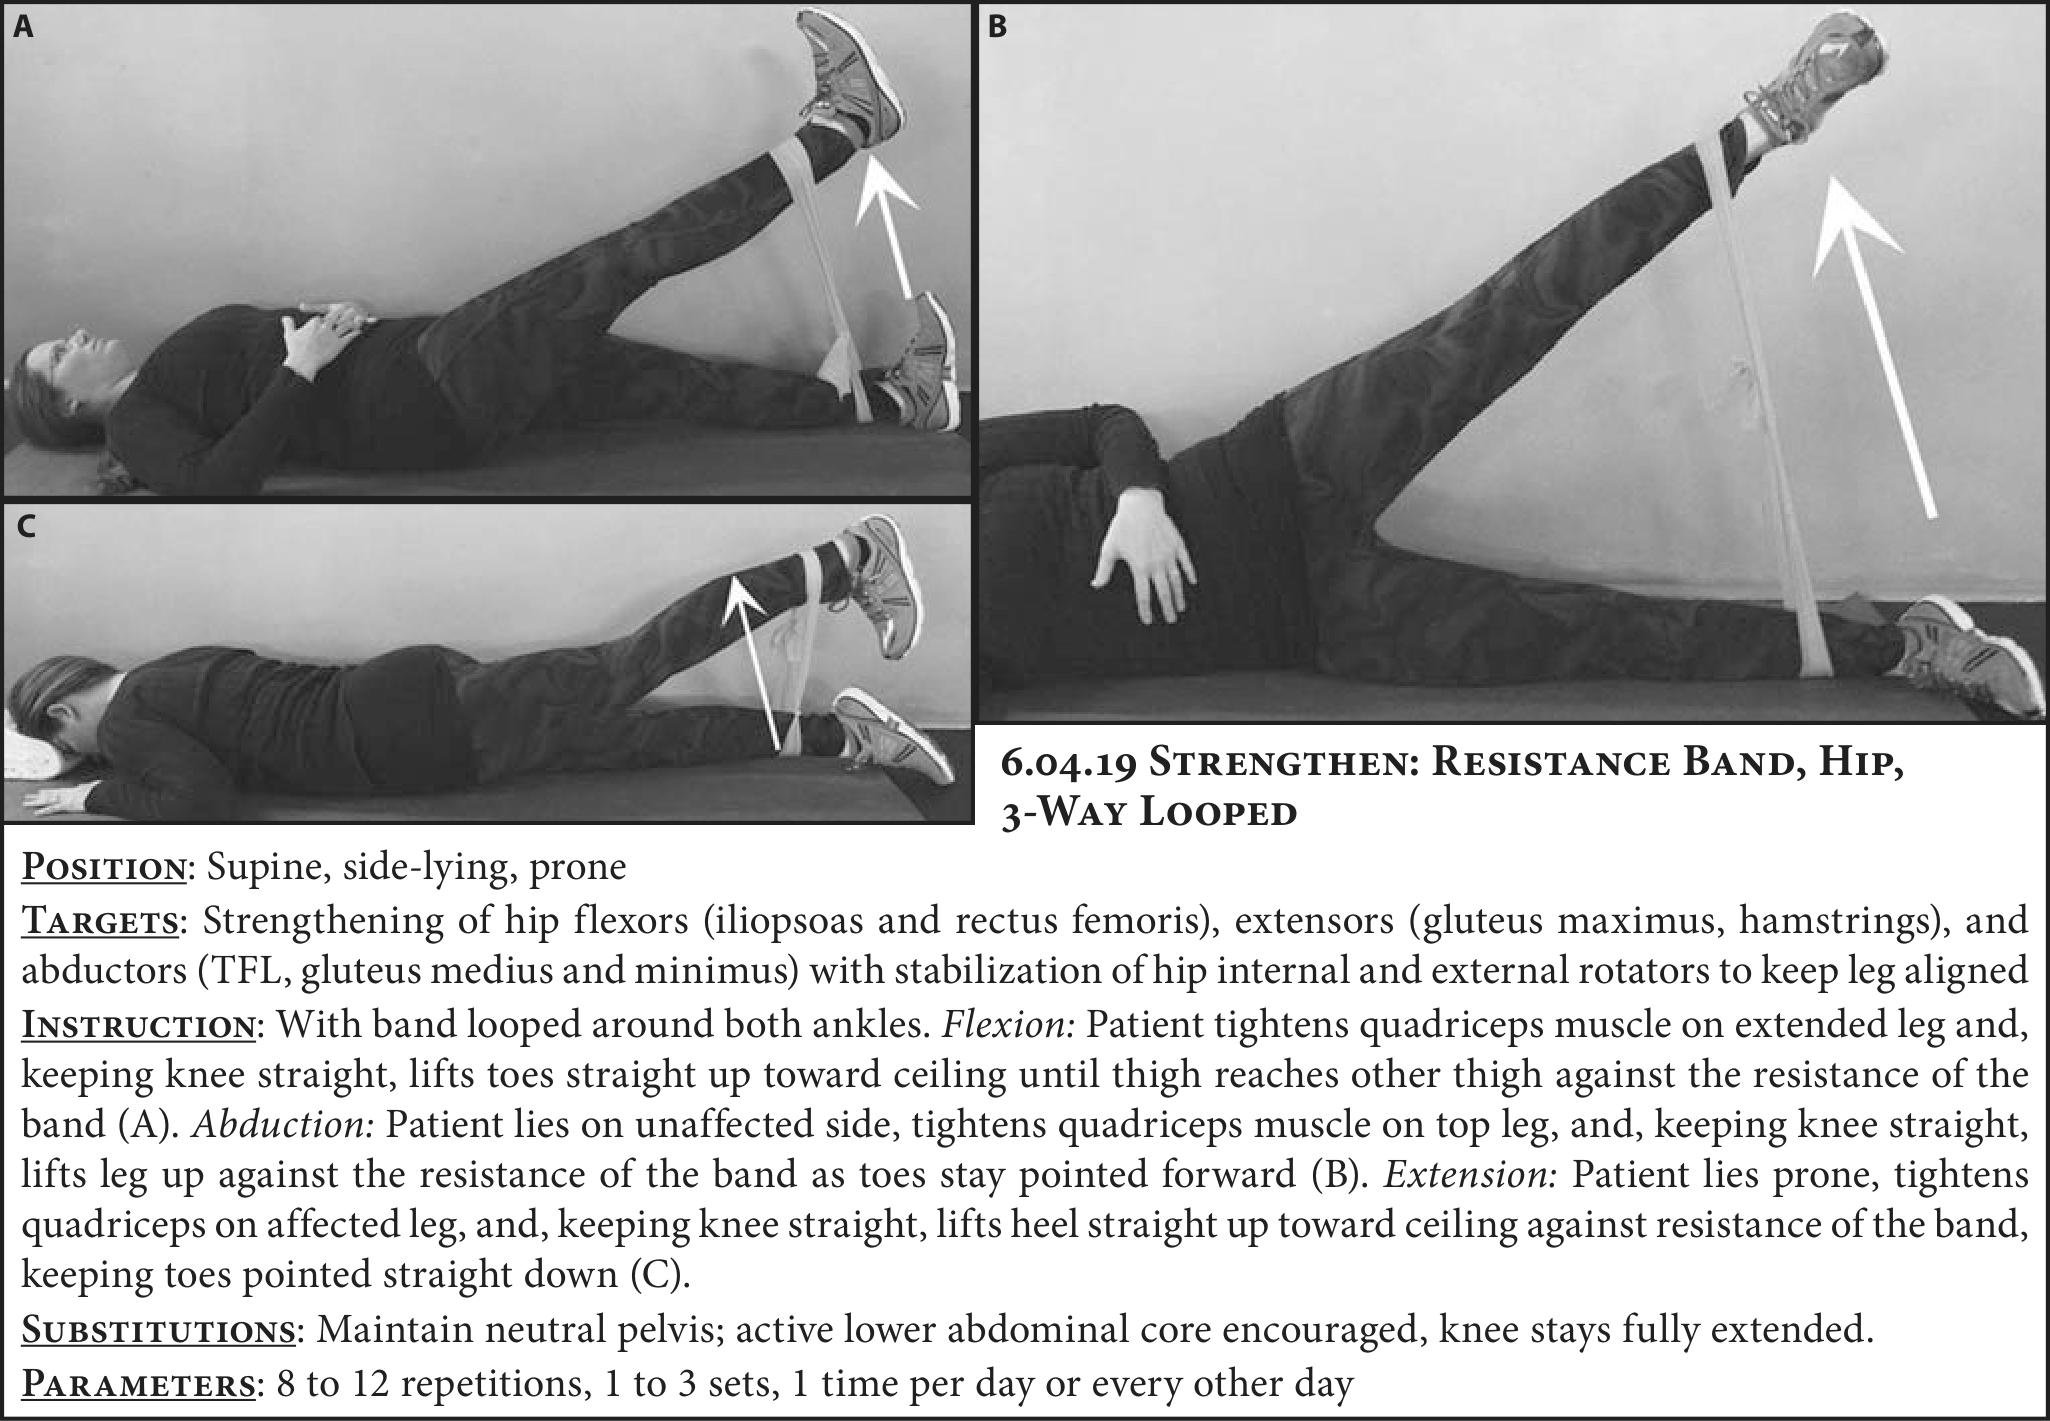 A
B
C
6.04.19 Strengthen: Resistance Band, Hip,
3-Way Looped
Position: Supine, side-lying, prone
Targets: Strengthening of hip flexors (iliopsoas and rectus femoris), extensors (gluteus maximus, hamstrings), and
abductors (TFL, gluteus medius and minimus) with stabilization of hip internal and external rotators to keep leg aligned
Instruction: With band looped around both ankles. Flexion: Patient tightens quadriceps muscle on extended leg and,
keeping knee straight, lifts toes straight up toward ceiling until thigh reaches other thigh against the resistance of the
band (A). Abduction: Patient lies on unaffected side, tightens quadriceps muscle on top leg, and, keeping knee straight,
lifts leg up against the resistance of the band as toes stay pointed forward (B). Extension: Patient lies prone, tightens
quadriceps on affected leg, and, keeping knee straight, lifts heel straight up toward ceiling against resistance of the band,
keeping toes pointed straight down (C).
Substitutions: Maintain neutral pelvis; active lower abdominal core encouraged, knee stays fully extended.
Parameters: 8 to 12 repetitions, 1 to 3 sets, 1 time per day or every other day